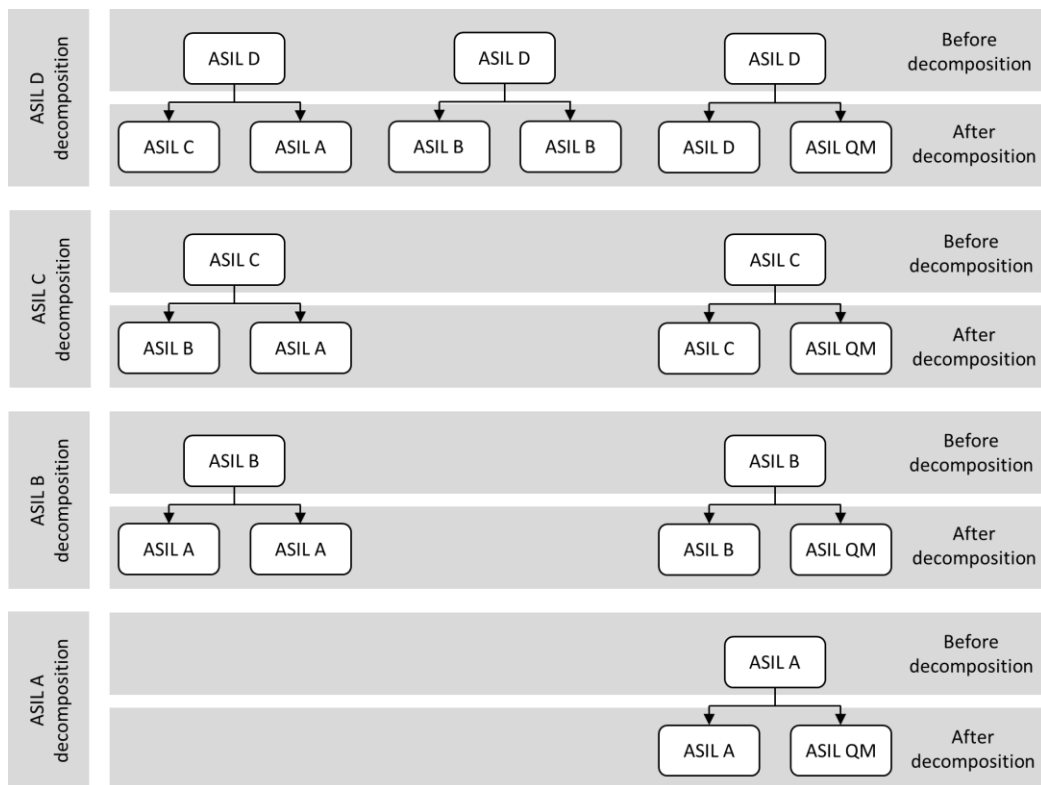 ASIL D
decomposition
ASIL D
ASIL D
ASIL D
Before
decomposition
ASIL C
ASIL A
ASIL B
ASIL B
ASIL D
ASIL QM
After
decomposition
ASIL C
decomposition
ASIL C
ASIL C
Before
decomposition
ASIL B
ASIL A
ASIL C
ASIL QM
After
decomposition
ASIL B
decomposition
ASIL B
ASIL B
Before
decomposition
ASIL A
ASIL A
ASIL B
ASIL QM
After
decomposition
ASIL A
decomposition
ASIL A
Before
decomposition
ASIL A
ASIL QM
After
decomposition